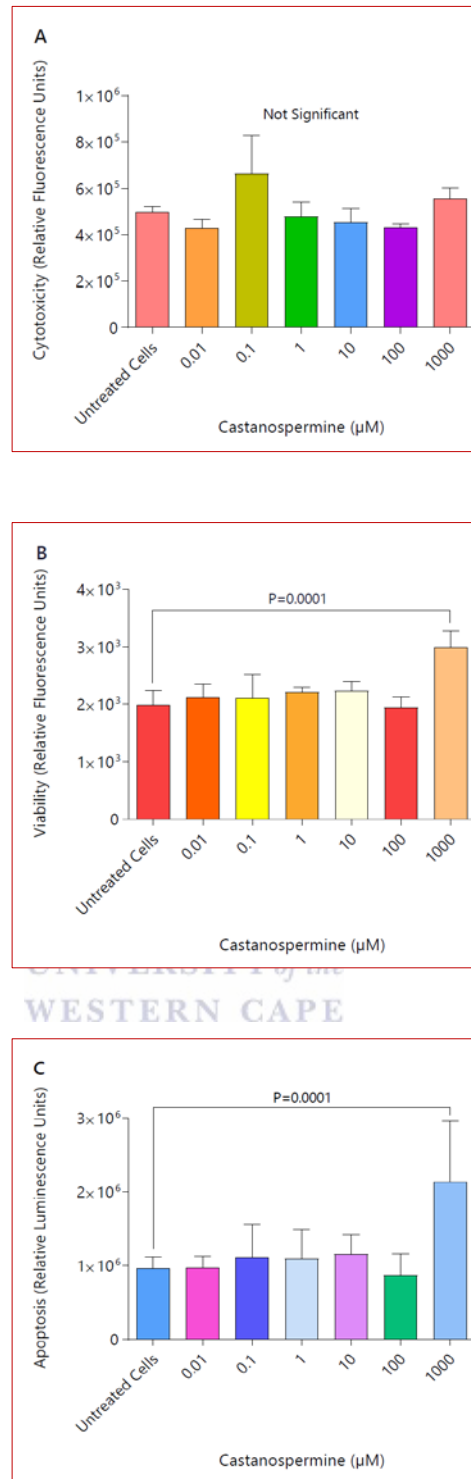 A
Cytotoxicity (Relative Fluorescence Units)
1×10⁶
8×10⁵
6×10⁵
4×10⁵
2×10⁵
0
Not Significant
Untreated Cells
0.01
0.1
1
10
100
1000
Castanospermine (µM)
B
Viability (Relative Fluorescence Units)
4×10³
3×10³
2×10³
1×10³
0
P=0.0001
Untreated Cells
0.01
0.1
1
10
100
1000
Castanospermine (µM)
UNIVERSITY of the
WESTERN CAPE
C
Apoptosis (Relative Luminescence Units)
3×10⁶
2×10⁶
1×10⁶
0
P=0.0001
Untreated Cells
0.01
0.1
1
10
100
1000
Castanospermine (µM)